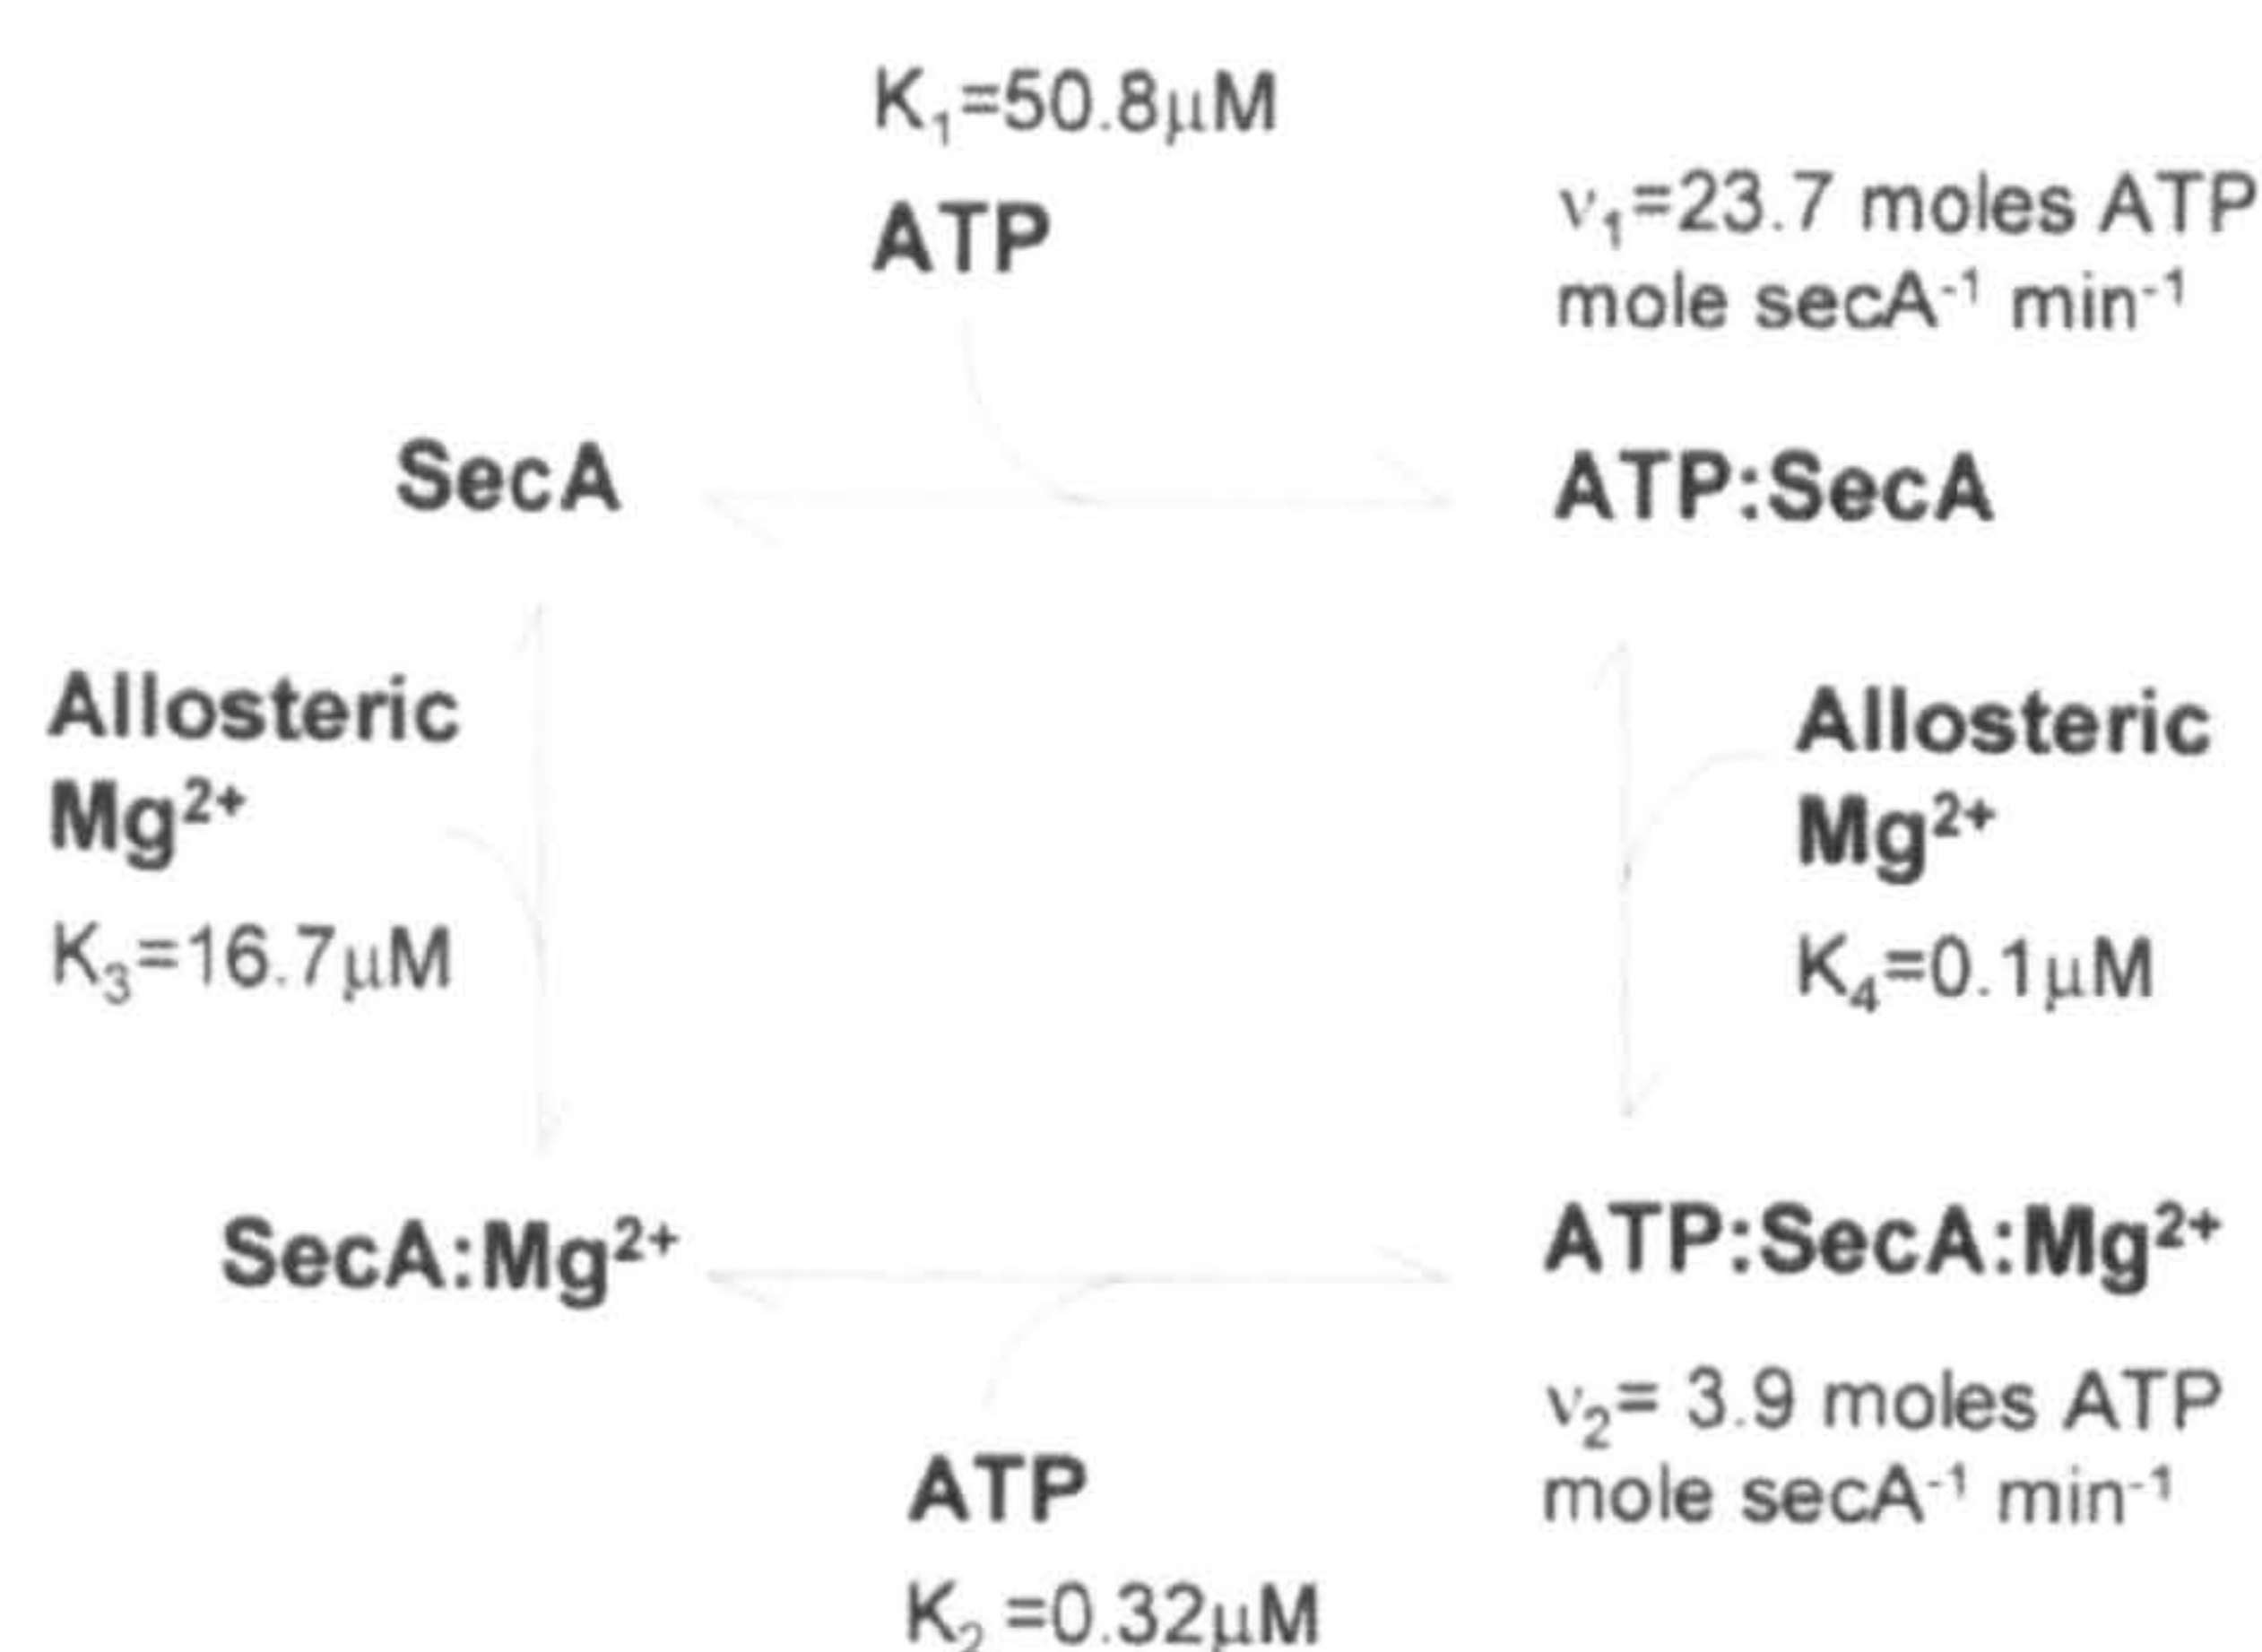 K₁=50.8μM
ATP
ν₁=23.7 moles ATP
mole secA⁻¹ min⁻¹
SecA
ATP:SecA
Allosteric
Mg²⁺
K₃=16.7μM
Allosteric
Mg²⁺
K₄=0.1μM
SecA:Mg²⁺
ATP:SecA:Mg²⁺
ν₂= 3.9 moles ATP
mole secA⁻¹ min⁻¹
ATP
K₂ =0.32μM